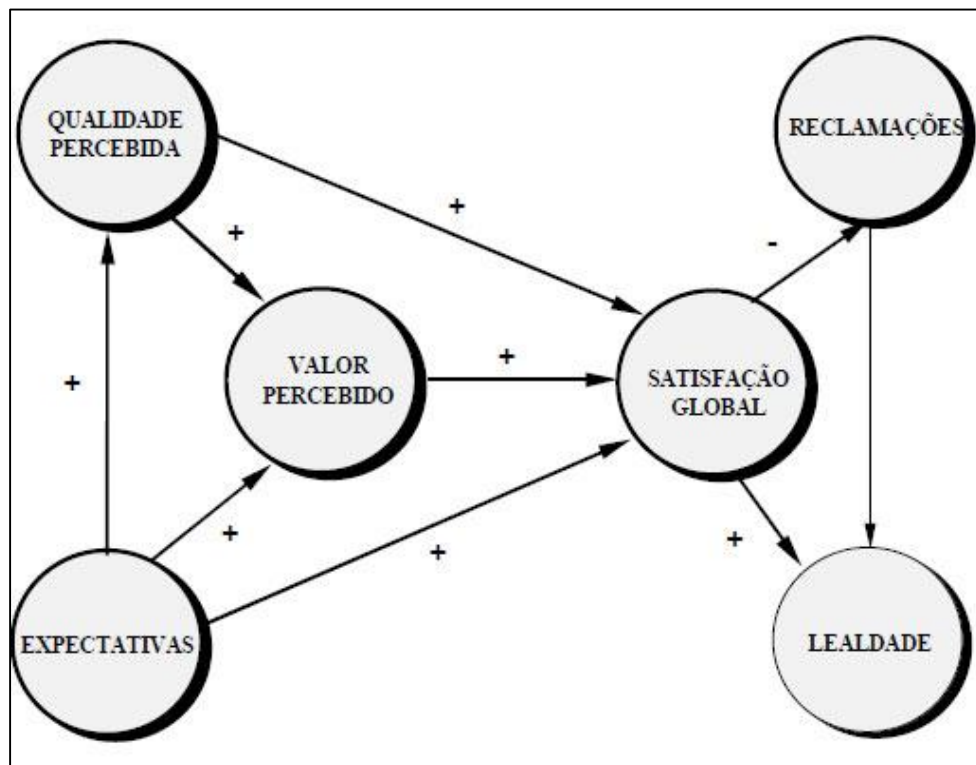 QUALIDADE
PERCEBIDA
RECLAMAÇÕES
+
+
-
VALOR
PERCEBIDO
+
SATISFAÇÃO
GLOBAL
+
+
+
+
EXPECTATIVAS
LEALDADE